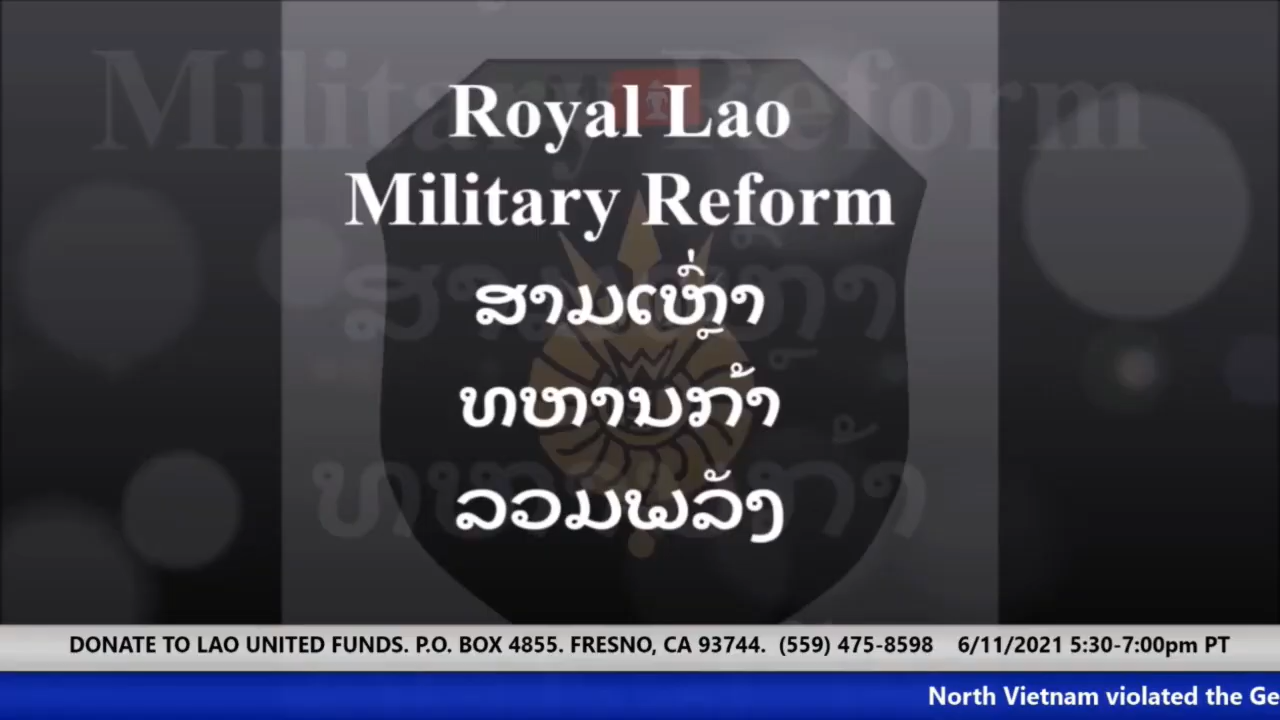 Royal Lao
Military Reform
ສາມເຫຼົ່າ
ທຫານກ້າ
ລວມພລັງ
DONATE TO LAO UNITED FUNDS. P.O. BOX 4855. FRESNO, CA 93744. (559) 475-8598 6/11/2021 5:30-7:00pm PT
North Vietnam violated the Ge